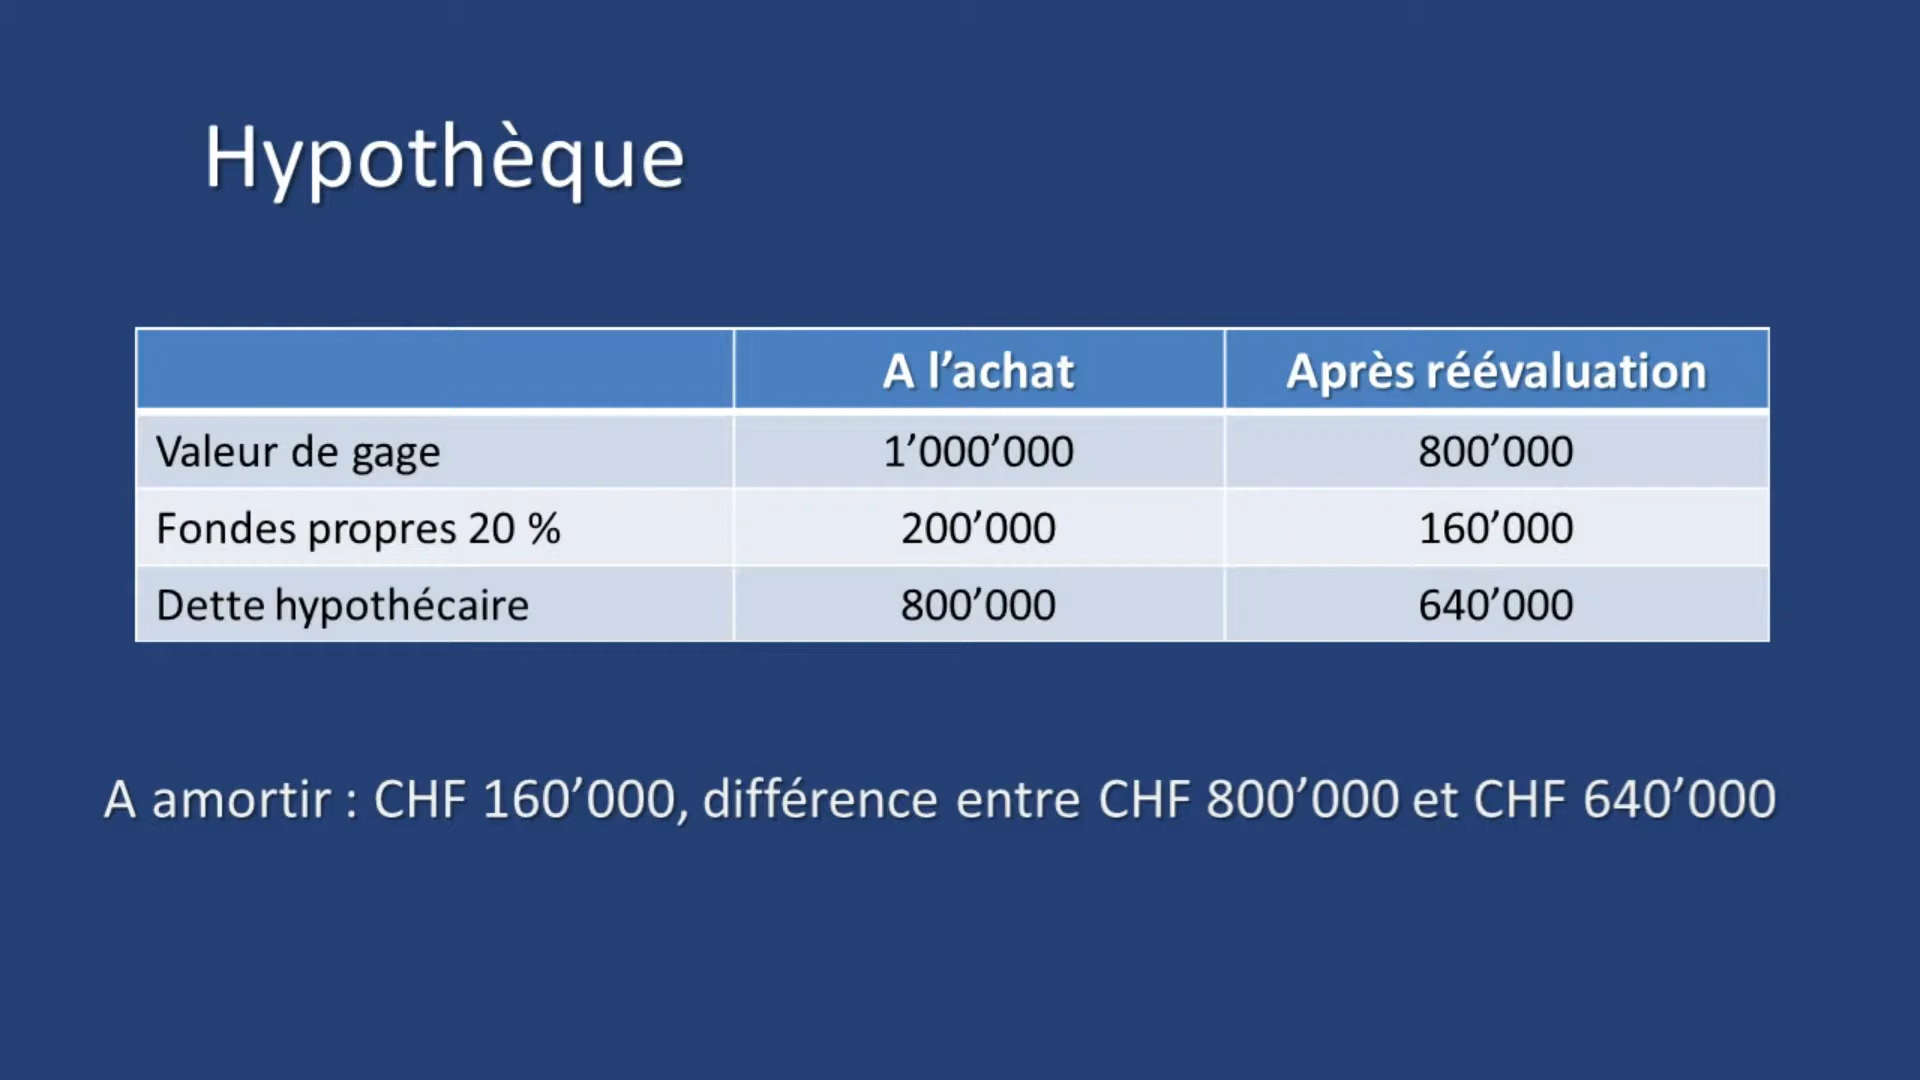 Hypothèque
A l’achat Après réévaluation
Valeur de gage 1’000’000 800’000
Fondes propres 20 % 200’000 160’000
Dette hypothécaire 800’000 640’000
A amortir : CHF 160’000, différence entre CHF 800’000 et CHF 640’000